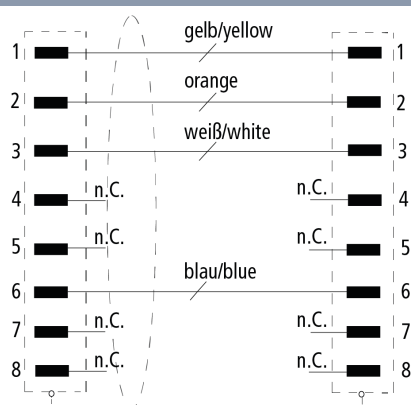 gelb/yellow
1 1
orange
2 2
weiß/white
3 3
4 n.C. n.C. 4
5 n.C. n.C. 5
blau/blue
6 6
7 n.C. n.C. 7
8 n.C. n.C. 8